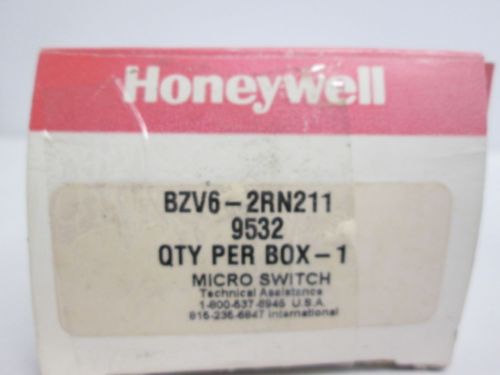 Honeywell
BZV6-2RN211
9532
QTY PER BOX-1
MICRO SWITCH
Technical Assistance
1-800-537-6945 U.S.A.
815-235-6847 International